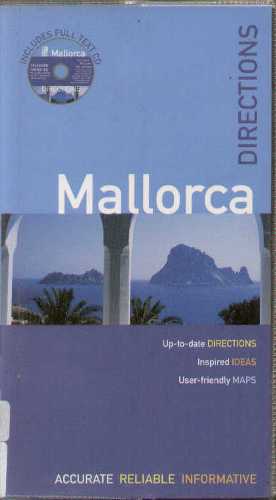 INCLUDES FULL TEXT CD
Mallorca
DIRECTIONS
DIRECTIONS
Mallorca
Up-to-date DIRECTIONS
Inspired IDEAS
User-friendly MAPS
ACCURATE RELIABLE INFORMATIVE